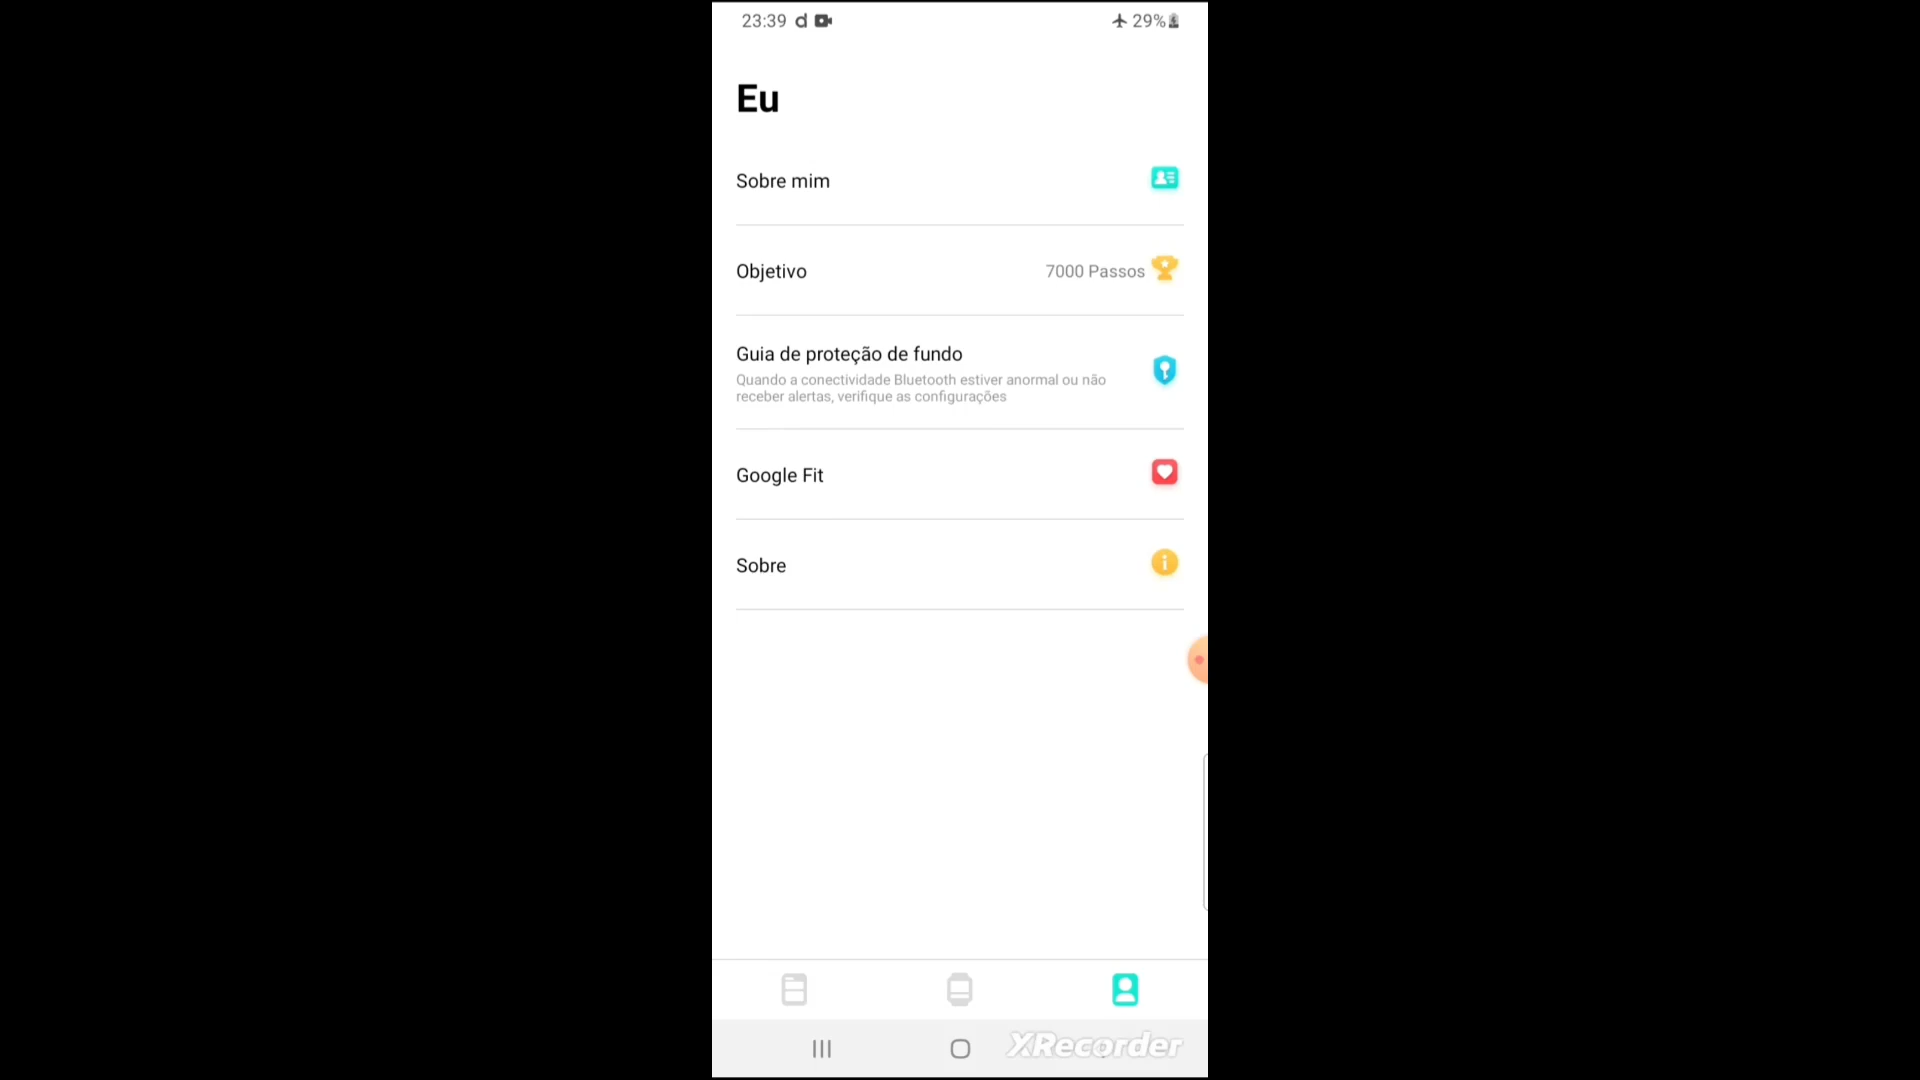 23:39 d
29%
Eu
Sobre mim
Objetivo
7000 Passos
Guia de proteção de fundo
Quando a conectividade Bluetooth estiver anormal ou não
receber alertas, verifique as configurações
Google Fit
Sobre
XRecorder